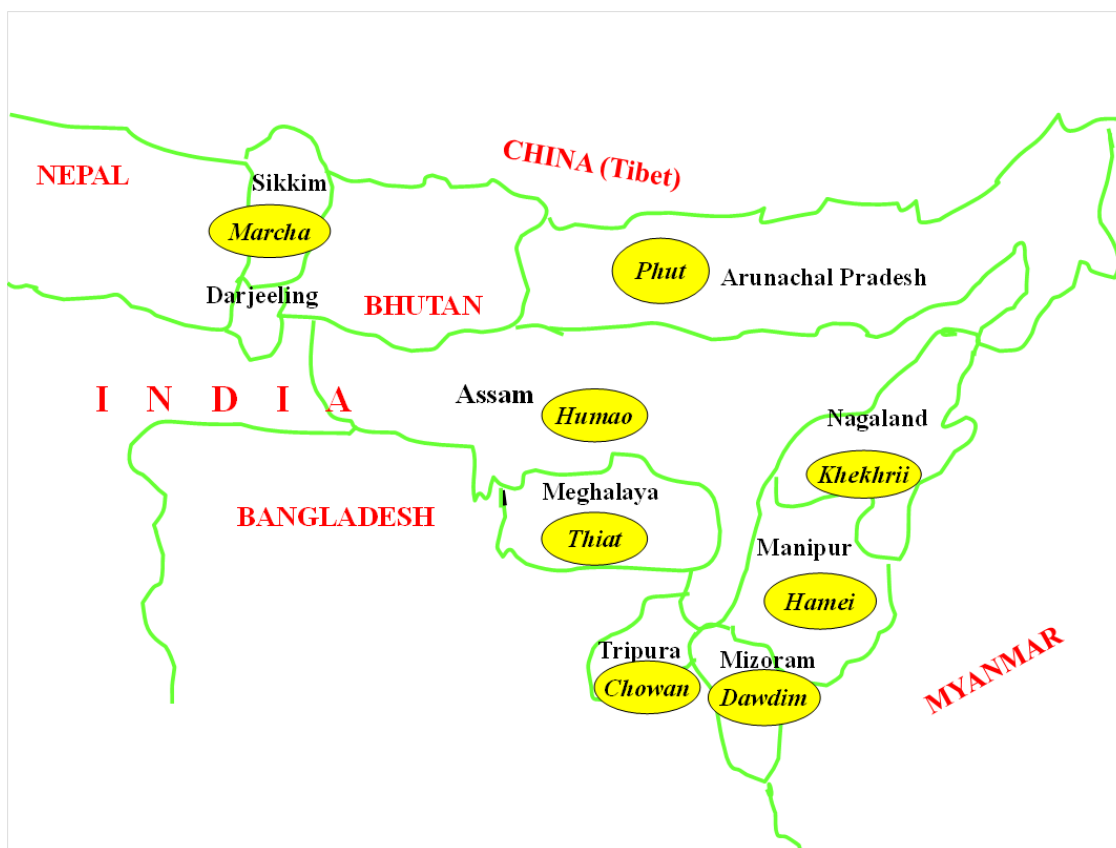 CHINA (Tibet)
NEPAL
Sikkim
Marcha
Phut
Arunachal Pradesh
Darjeeling
BHUTAN
I N D I A
Assam
Humao
Nagaland
Khekhrii
Meghalaya
BANGLADESH
Thiat
Manipur
Hamei
Tripura
Mizoram
Chowan
Dawdim
MYANMAR